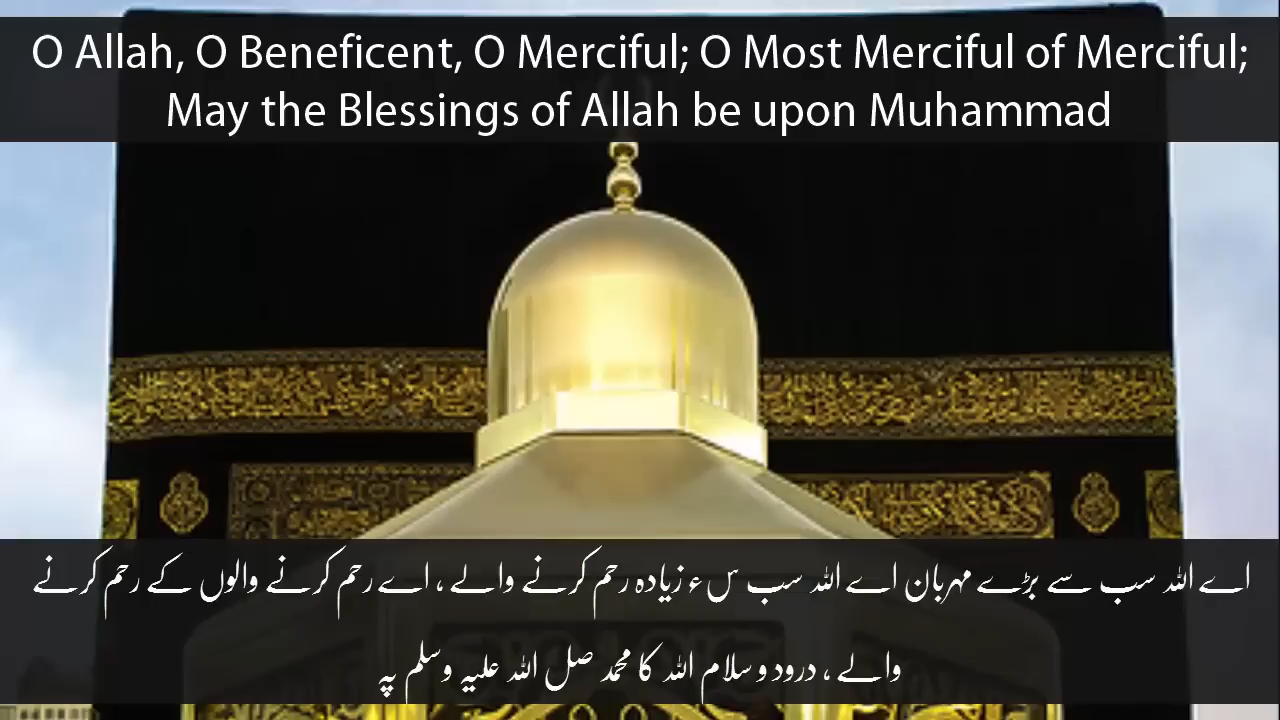 O Allah, O Beneficent, O Merciful; O Most Merciful of Merciful;
May the Blessings of Allah be upon Muhammad
اے اللہ سب سے بڑے مہربان اے اللہ سب س ء زیادہ رحم کرنے والے ، اے رحم کرنے والوں کے رحم کرنے
والے ، درود و سلام اللہ کا محمد صل اللہ علیہ وسلم پہ